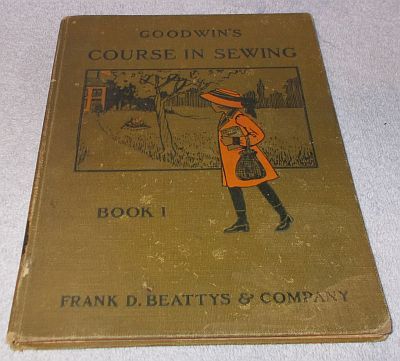 GOODWIN'S
COURSE IN SEWING
BOOK I
FRANK D. BEATTYS & COMPANY